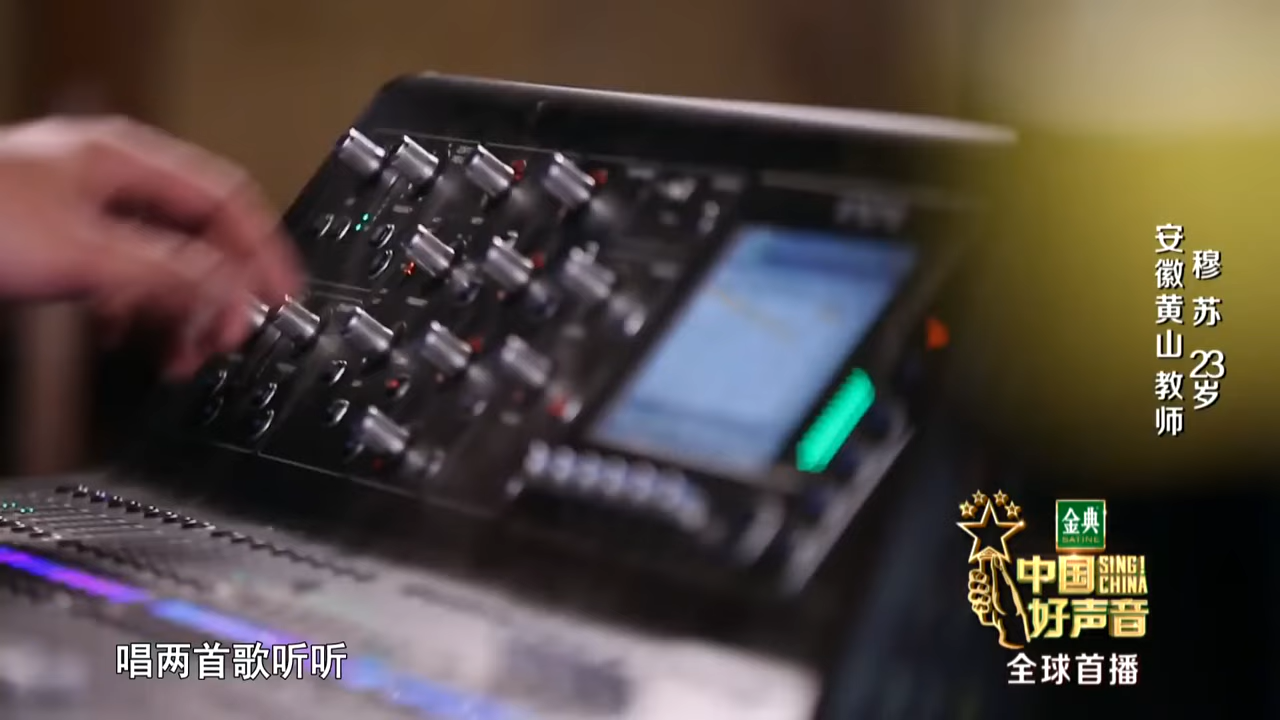 穆苏 23岁
安徽黄山 教师
金典
SATINE
中国好声音
SING! CHINA
全球首播
唱两首歌听听